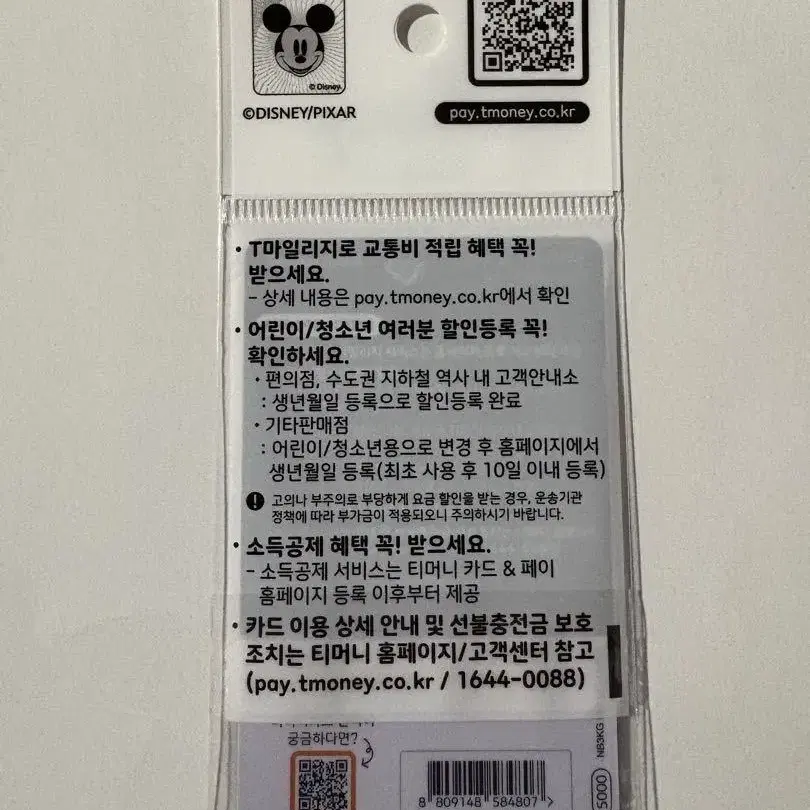 © Disney.
©DISNEY/PIXAR
pay.tmoney.co.kr
• T마일리지로 교통비 적립 혜택 꼭!
받으세요.
- 상세 내용은 pay.tmoney.co.kr에서 확인
• 어린이/청소년 여러분 할인등록 꼭!
확인하세요.
• 편의점, 수도권 지하철 역사 내 고객안내소
: 생년월일 등록으로 할인등록 완료
• 기타판매점
: 어린이/청소년용으로 변경 후 홈페이지에서
생년월일 등록(최초 사용 후 10일 이내 등록)
! 고의나 부주의로 부당하게 요금 할인을 받는 경우, 운송기관
정책에 따라 부가금이 적용되오니 주의하시기 바랍니다.
• 소득공제 혜택 꼭! 받으세요.
- 소득공제 서비스는 티머니 카드 & 페이
홈페이지 등록 이후부터 제공
• 카드 이용 상세 안내 및 선불충전금 보호
조치는 티머니 홈페이지/고객센터 참고
(pay.tmoney.co.kr / 1644-0088)
궁금하다면?
8 809148 584807 >
5000
N83KG